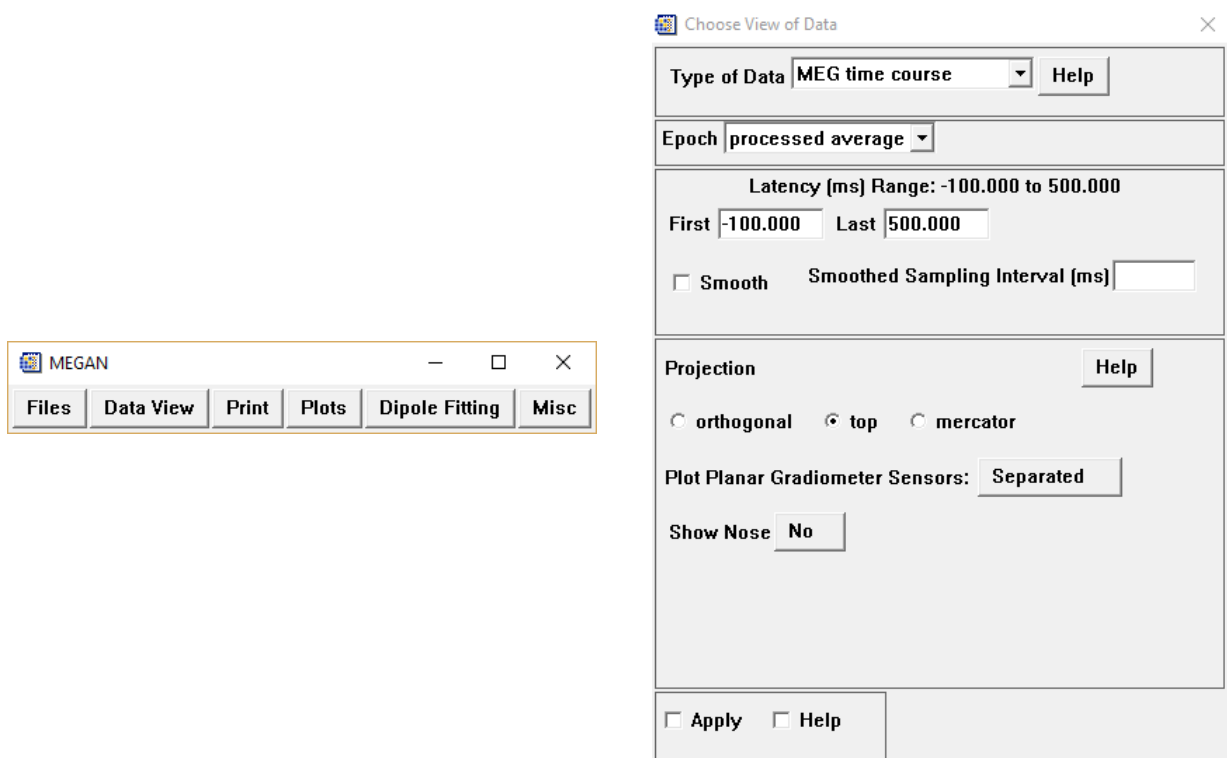 MEGAN
Files Data View Print Plots Dipole Fitting Misc
Choose View of Data
Type of Data MEG time course Help
Epoch processed average
Latency (ms) Range: -100.000 to 500.000
First -100.000 Last 500.000
Smooth Smoothed Sampling Interval (ms)
Projection Help
orthogonal top mercator
Plot Planar Gradiometer Sensors: Separated
Show Nose No
Apply Help